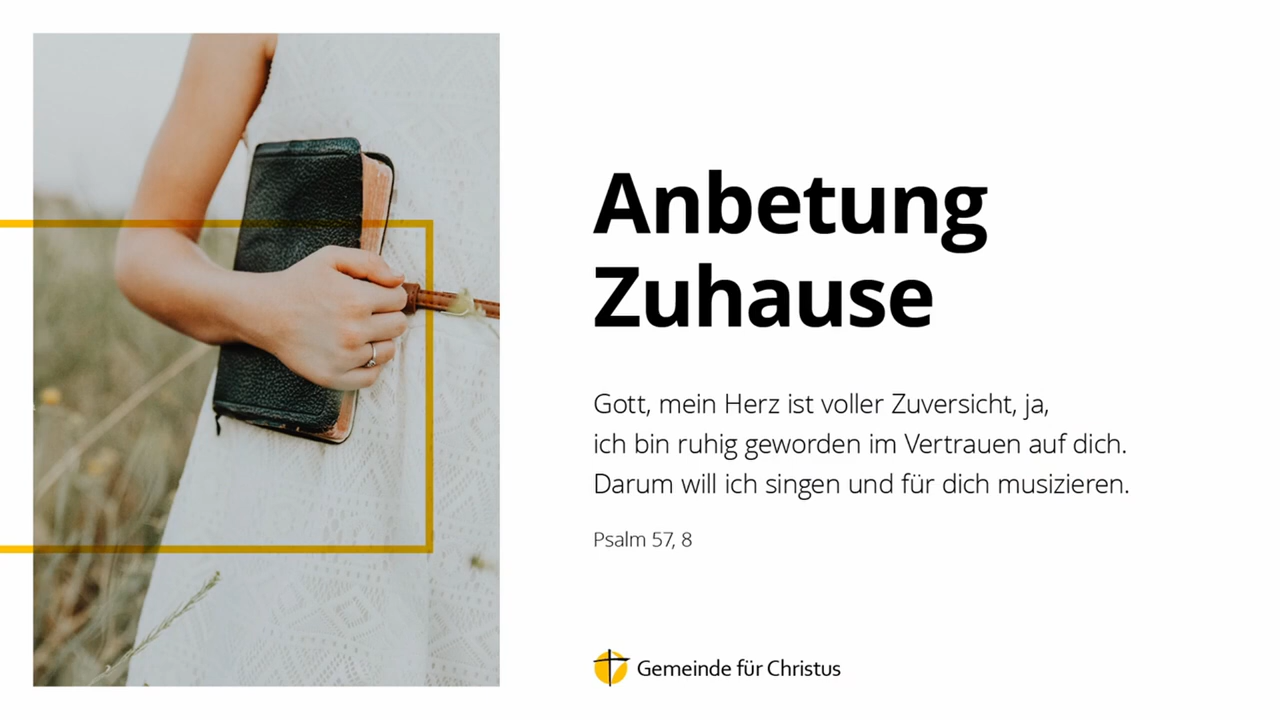 Anbetung
Zuhause
Gott, mein Herz ist voller Zuversicht, ja,
ich bin ruhig geworden im Vertrauen auf dich.
Darum will ich singen und für dich musizieren.
Psalm 57, 8
Gemeinde für Christus